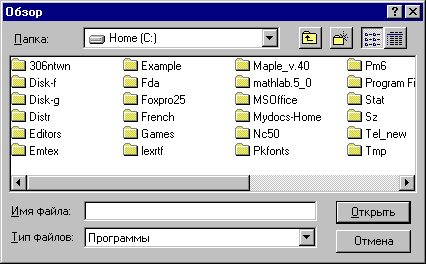 Обзор
Папка: Home (C:)
306ntwn Example Maple_v.40 Pm6
Disk-f Fda mathlab.5_0 Program Fi
Disk-g Foxpro25 MSOffice Stat
Distr French Mydocs-Home Sz
Editors Games Nc50 Tel_new
Emtex lexrtf Pkfonts Tmp
Имя файла: Открыть
Тип файлов: Программы Отмена